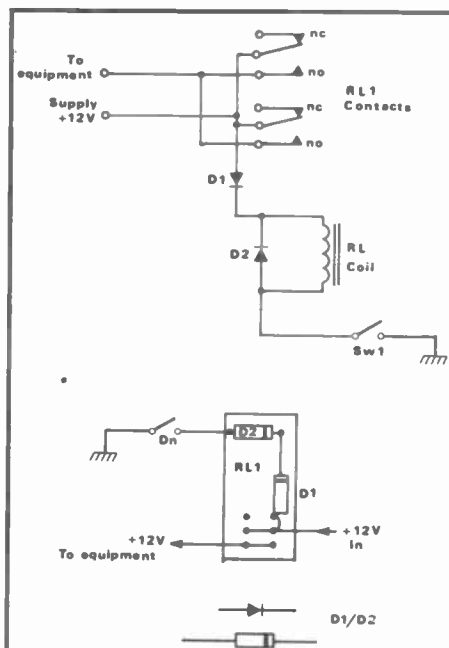 nc
To equipment
no
RL1 Contacts
Supply +12V
nc
no
D1
D2
RL Coil
Sw1
Dn
D2
RL1
D1
+12V In
+12V
To equipment
D1/D2